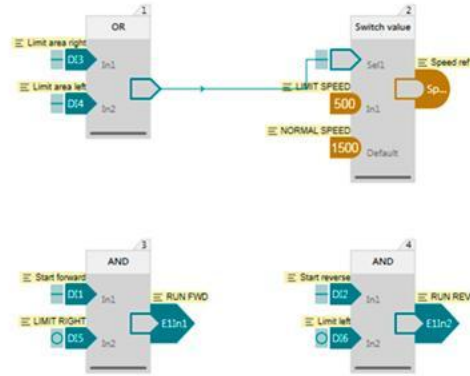 1
OR
Limit area right
DI3
In1
Limit area left
DI4
In2
2
Switch value
Sel1
LIMIT SPEED
500
In1
NORMAL SPEED
1500
Default
Speed ref
Sp...
3
AND
Start forward
DI1
In1
LIMIT RIGHT
DI5
In2
RUN FWD
E1In1
4
AND
Start reverse
DI2
In1
Limit left
DI6
In2
RUN REV
E1In2